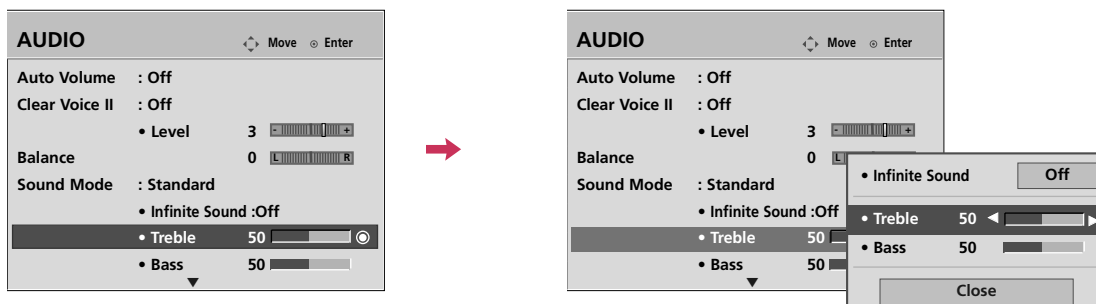 AUDIO Move Enter
Auto Volume : Off
Clear Voice II : Off
• Level 3 - +
Balance 0 L R
Sound Mode : Standard
• Infinite Sound :Off
• Treble 50
• Bass 50
AUDIO Move Enter
Auto Volume : Off
Clear Voice II : Off
• Level 3 - +
Balance 0 L
Sound Mode : Standard
• Infinite Sound :Off
• Treble 50
• Bass 50
• Infinite Sound Off
• Treble 50
• Bass 50
Close